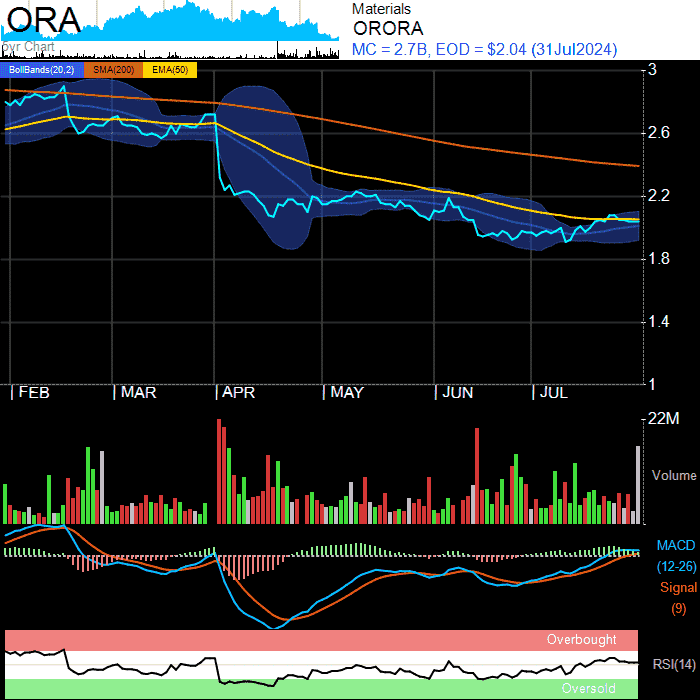 ORA
5yr Chart
Materials
ORORA
MC = 2.7B, EOD = $2.04 (31Jul2024)
BollBands(20,2) SMA(200) EMA(50)
3
2.6
2.2
1.8
1.4
1
FEB MAR APR MAY JUN JUL
22M
Volume
MACD
(12-26)
Signal
(9)
Overbought
RSI(14)
Oversold